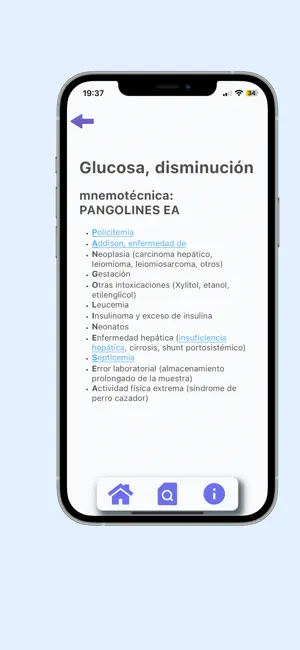 19:37
34
Glucosa, disminución
mnemotécnica:
PANGOLINES EA
• Policitemia
• Addison, enfermedad de
• Neoplasia (carcinoma hepático,
leiomioma, leiomiosarcoma, otros)
• Gestación
• Otras intoxicaciones (Xylitol, etanol,
etilenglicol)
• Leucemia
• Insulinoma y exceso de insulina
• Neonatos
• Enfermedad hepática (insuficiencia
hepática, cirrosis, shunt portosistémico)
• Septicemia
• Error laboratorial (almacenamiento
prolongado de la muestra)
• Actividad física extrema (síndrome de
perro cazador)